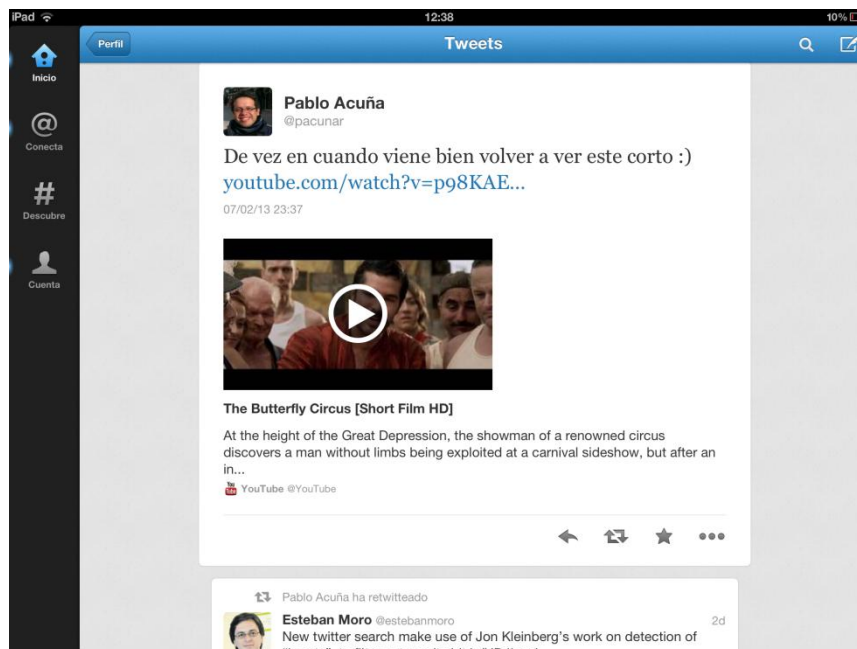 iPad 12:38 10%
Perfil Tweets
Inicio
Conecta
Descubre
Cuenta
Pablo Acuña
@pacunar
De vez en cuando viene bien volver a ver este corto :)
youtube.com/watch?v=p98KAE...
07/02/13 23:37
The Butterfly Circus [Short Film HD]
At the height of the Great Depression, the showman of a renowned circus
discovers a man without limbs being exploited at a carnival sideshow, but after an
in...
You Tube YouTube @YouTube
Pablo Acuña ha retwitteado
Esteban Moro @estebanmoro 2d
New twitter search make use of Jon Kleinberg's work on detection of